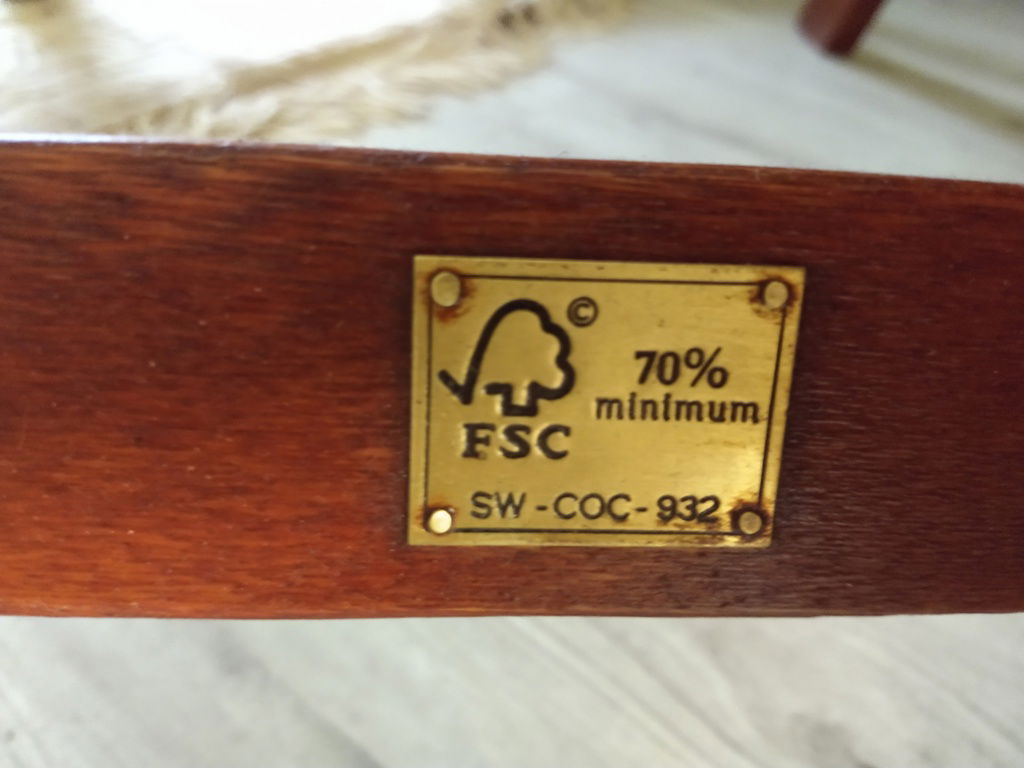 ©
70%
minimum
FSC
SW-COC-932